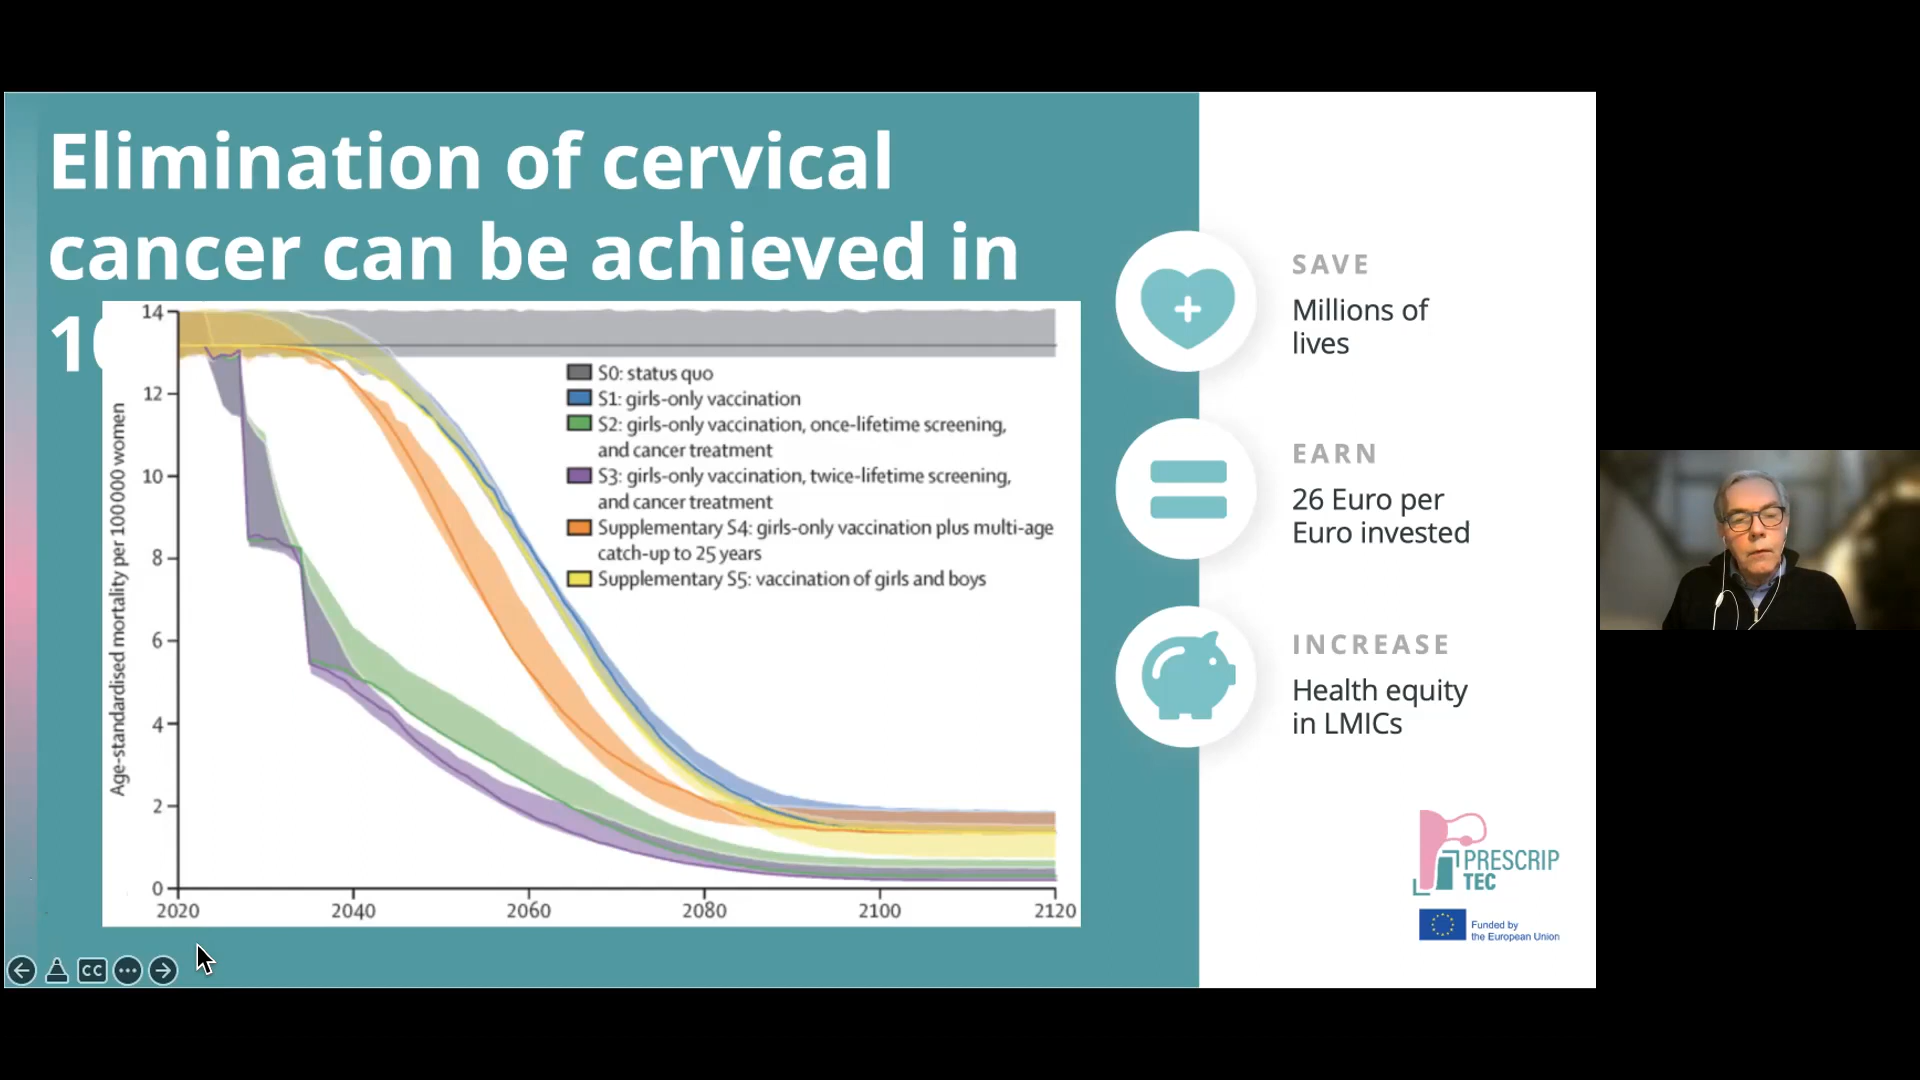 Elimination of cervical
cancer can be achieved in
10
Age-standardised mortality per 100 000 women
14
12
10
8
6
4
2
0
2020
2040
2060
2080
2100
2120
S0: status quo
S1: girls-only vaccination
S2: girls-only vaccination, once-lifetime screening,
and cancer treatment
S3: girls-only vaccination, twice-lifetime screening,
and cancer treatment
Supplementary S4: girls-only vaccination plus multi-age
catch-up to 25 years
Supplementary S5: vaccination of girls and boys
SAVE
Millions of
lives
EARN
26 Euro per
Euro invested
INCREASE
Health equity
in LMICs
PRESCRIP
TEC
Funded by
the European Union
CC